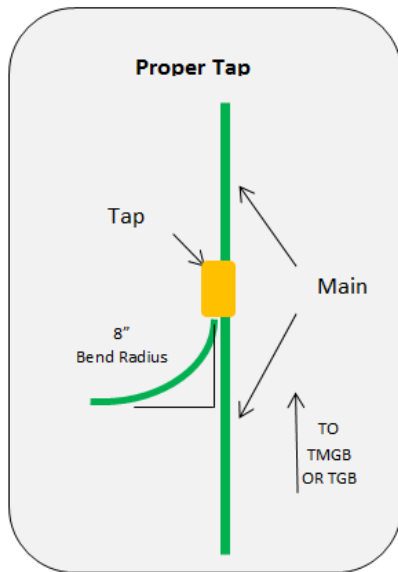 Proper Tap
Tap
Main
8"
Bend Radius
TO
TMGB
OR TGB